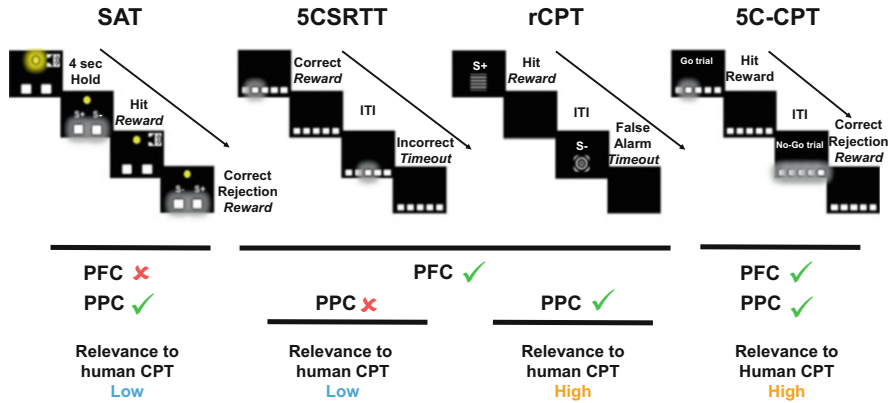 SAT
5CSRTT
rCPT
5C-CPT
4 sec
Hold
S+ S-
Hit
Reward
S- S+
Correct
Rejection
Reward
Correct
Reward
ITI
Incorrect
Timeout
S+
Hit
Reward
ITI
S-
False
Alarm
Timeout
Go trial
Hit
Reward
ITI
No-Go trial
Correct
Rejection
Reward
PFC
PPC
PFC
PPC
PPC
PFC
PPC
Relevance to
human CPT
Low
Relevance to
human CPT
Low
Relevance to
human CPT
High
Relevance to
Human CPT
High